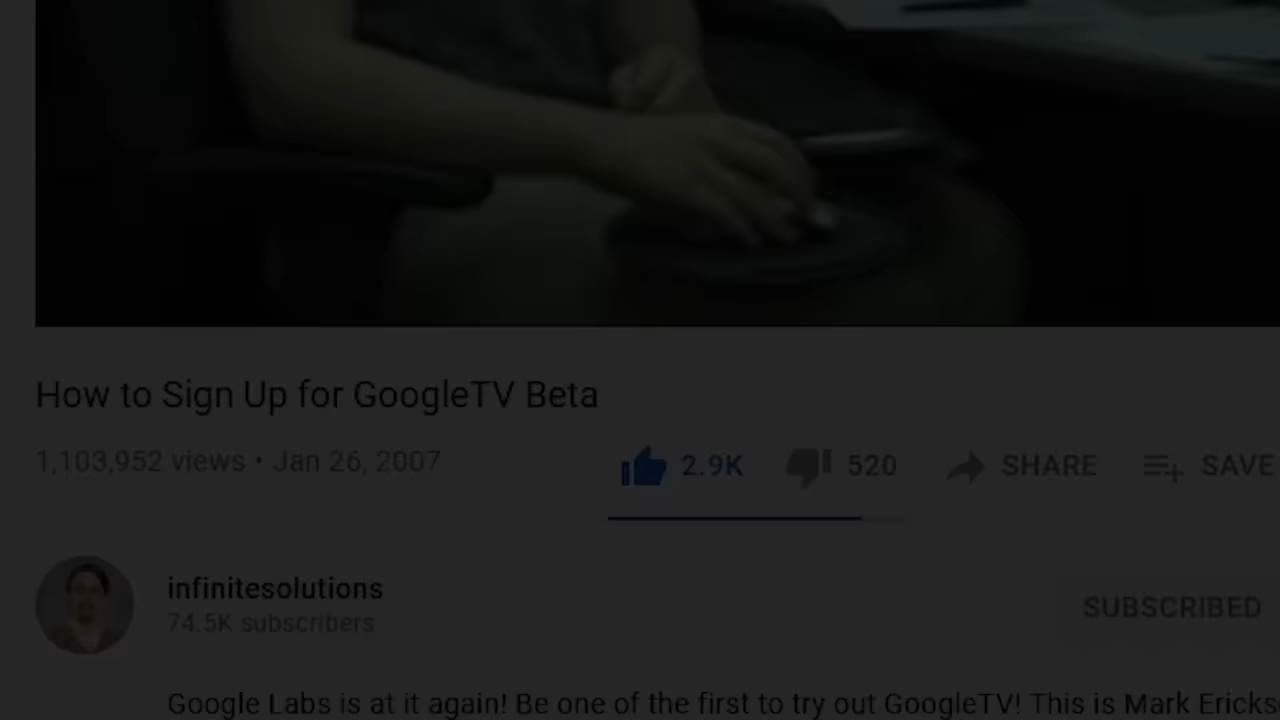 How to Sign Up for GoogleTV Beta
1,103,952 views • Jan 26, 2007
2.9K 520 SHARE SAVE
infinitesolutions
74.5K subscribers
SUBSCRIBED
Google Labs is at it again! Be one of the first to try out GoogleTV! This is Mark Ericks